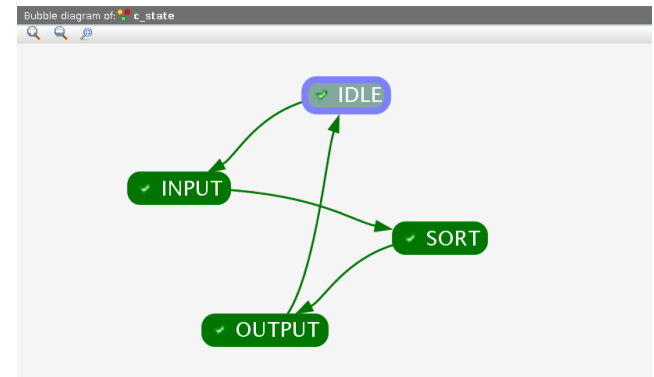 Bubble diagram of: c_state
IDLE
INPUT
SORT
OUTPUT